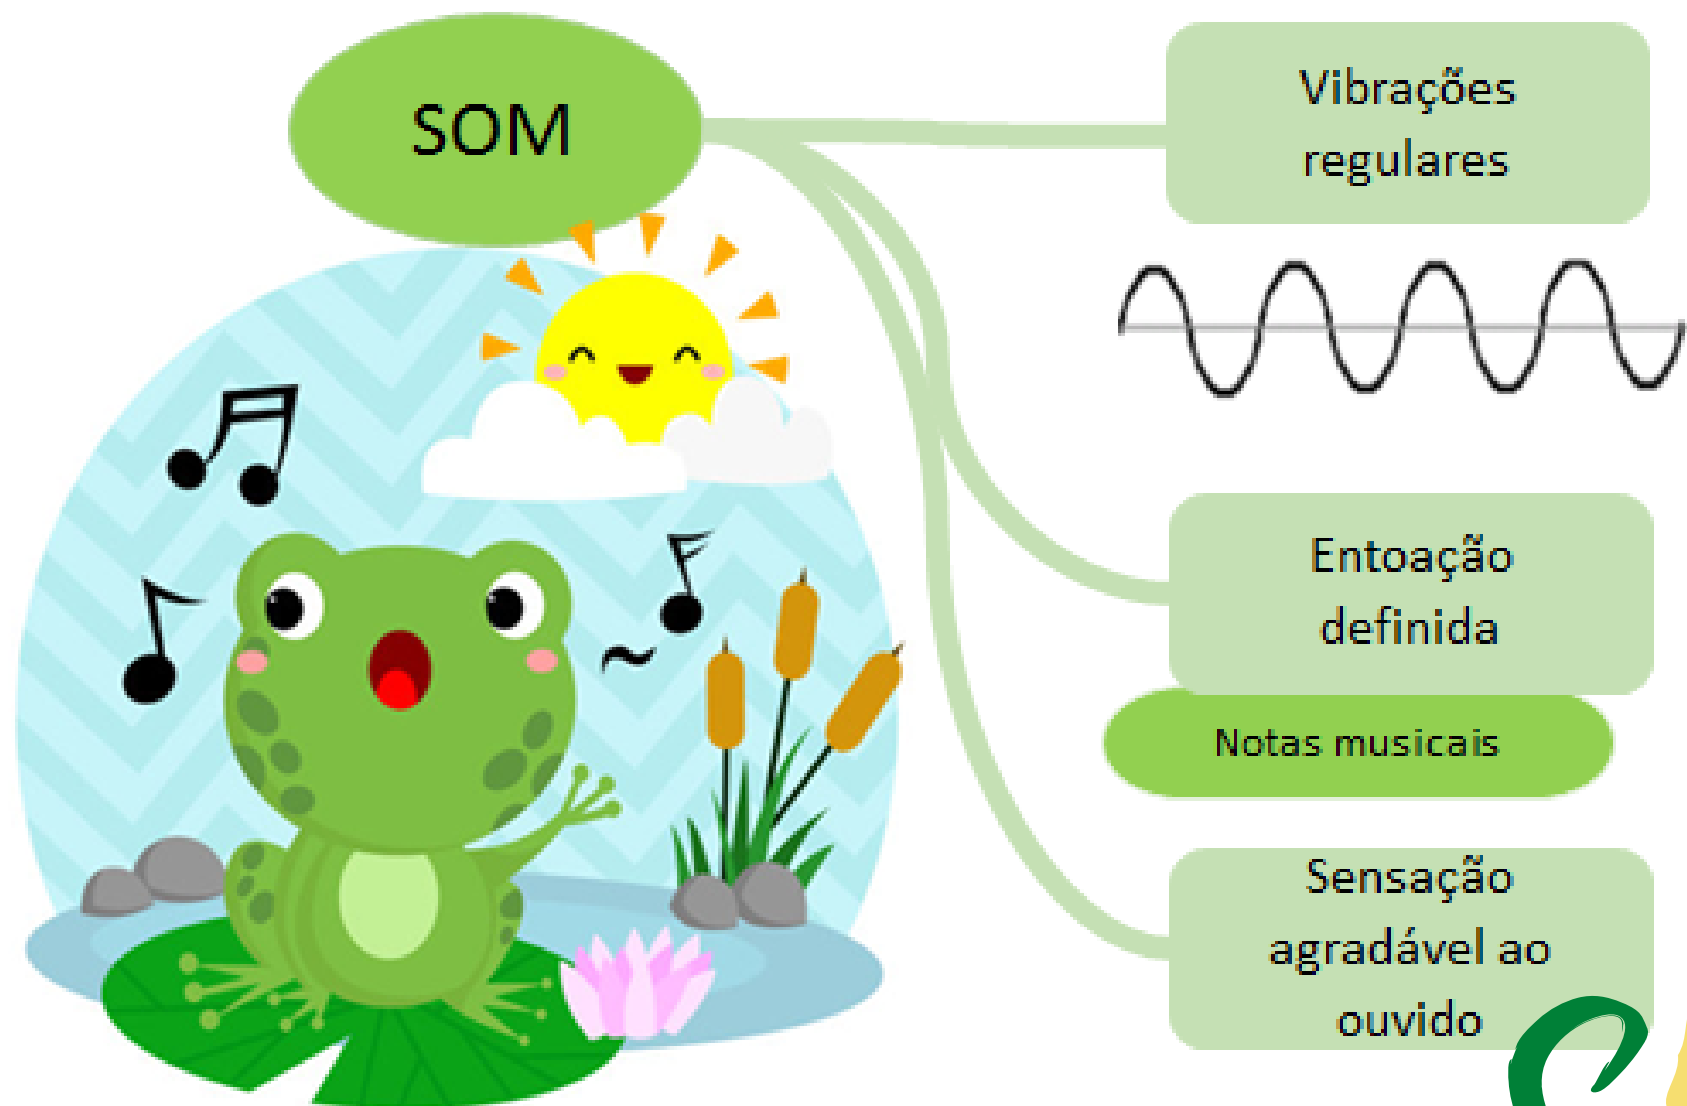 SOM
Vibrações
regulares
Entoação
definida
Notas musicais
Sensação
agradável ao
ouvido